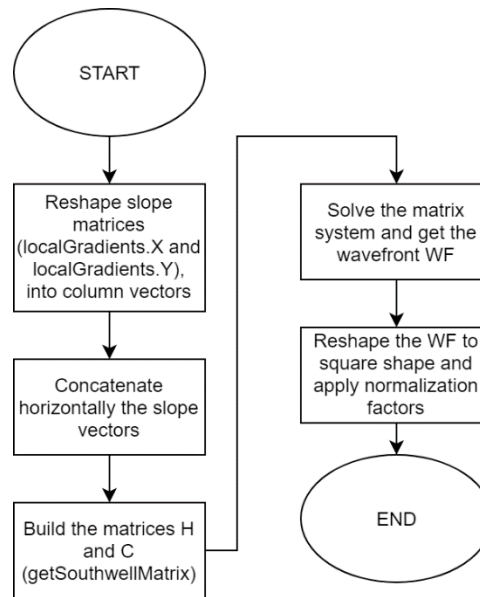 START
Reshape slope
matrices
(localGradients.X and
localGradients.Y),
into column vectors
Concatenate
horizontally the slope
vectors
Build the matrices H
and C
(getSouthwellMatrix)
Solve the matrix
system and get the
wavefront WF
Reshape the WF to
square shape and
apply normalization
factors
END